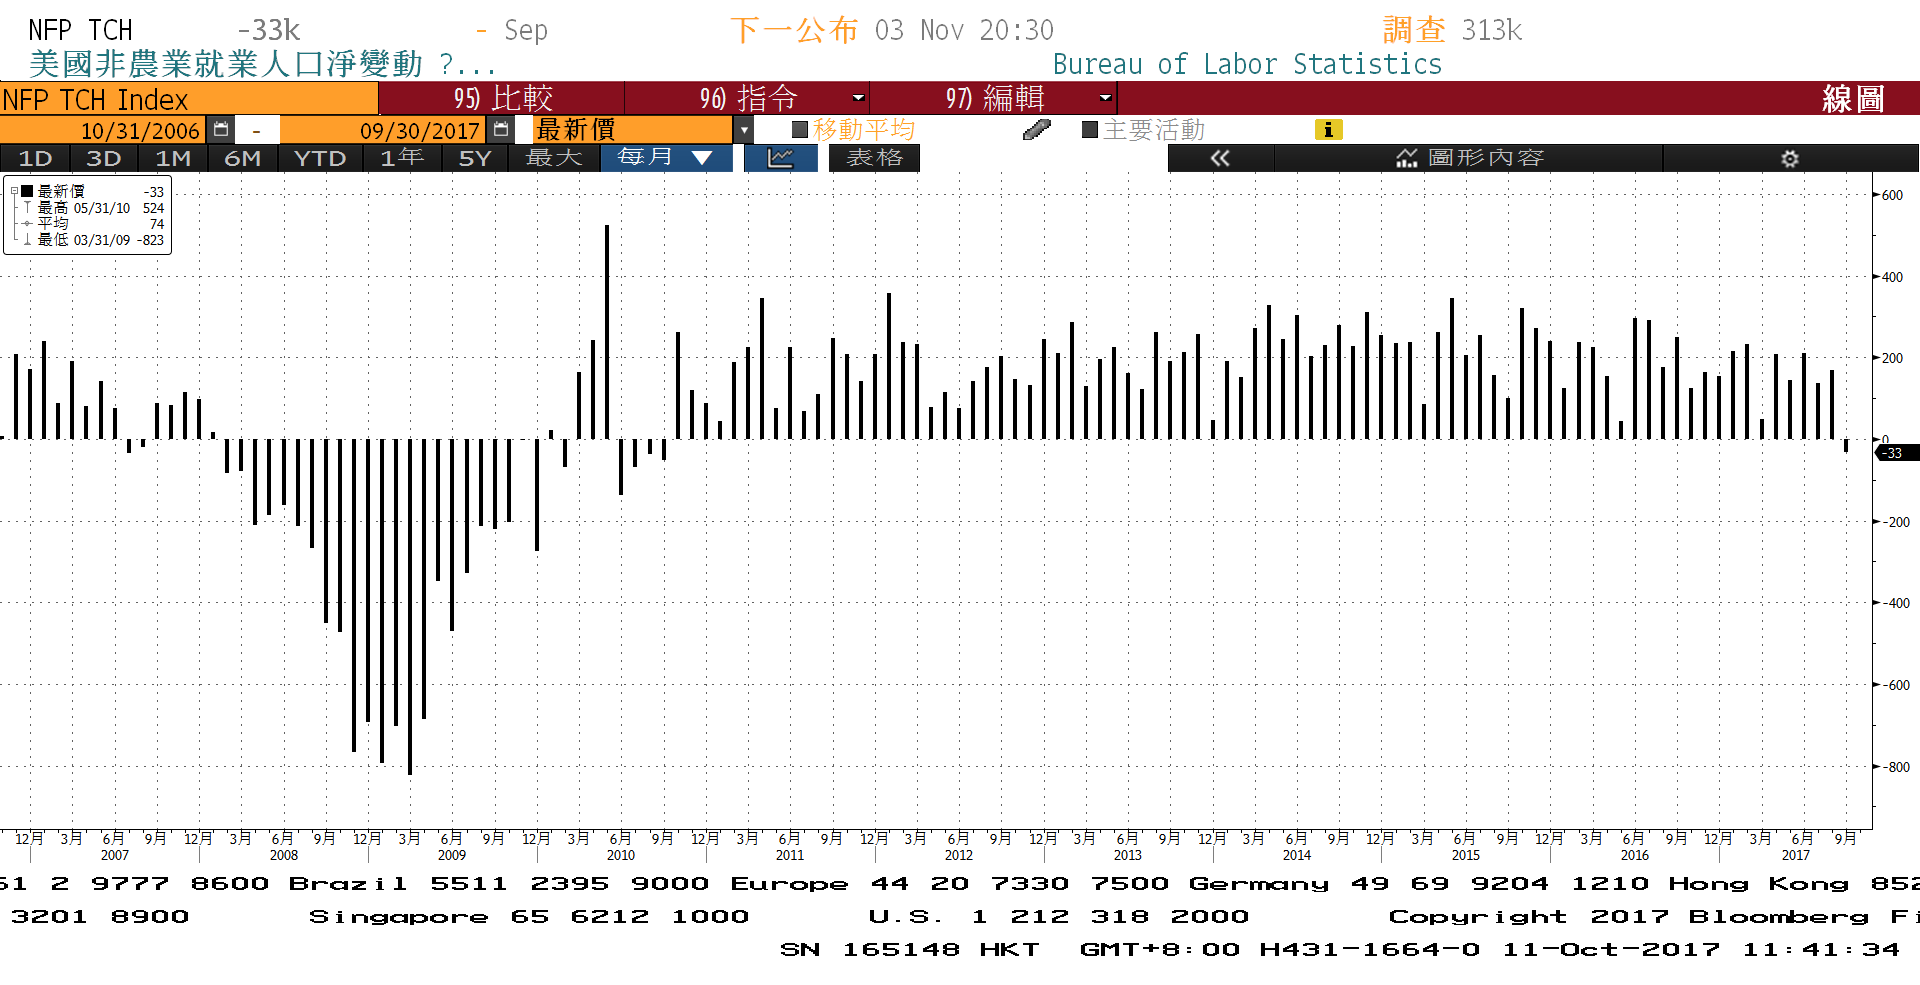 NFP TCH -33k - Sep 下一公布 03 Nov 20:30 調查 313k
美國非農業就業人口淨變動 ?... Bureau of Labor Statistics
NFP TCH Index 95) 比較 96) 指令 97) 編輯 線圖
10/31/2006 - 09/30/2017 最新價 移動平均 主要活動 i
1D 3D 1M 6M YTD 1年 5Y 最大 每月 ▼ 表格 « 圖形內容
最新價 -33
最高 05/31/10 524
平均 74
最低 03/31/09 -823
600
400
200
0
-33
-200
-400
-600
-800
12月 3月 6月 9月 12月 3月 6月 9月 12月 3月 6月 9月 12月 3月 6月 9月 12月 3月 6月 9月 12月 3月 6月 9月 12月 3月 6月 9月 12月 3月 6月 9月 12月 3月 6月 9月 12月 3月 6月 9月 12月 3月 6月 9月
2007 2008 2009 2010 2011 2012 2013 2014 2015 2016 2017
61 2 9777 8600 Brazil 5511 2395 9000 Europe 44 20 7330 7500 Germany 49 69 9204 1210 Hong Kong 852
3201 8900 Singapore 65 6212 1000 U.S. 1 212 318 2000 Copyright 2017 Bloomberg Fi
SN 165148 HKT GMT+8:00 H431-1664-0 11-Oct-2017 11:41:34